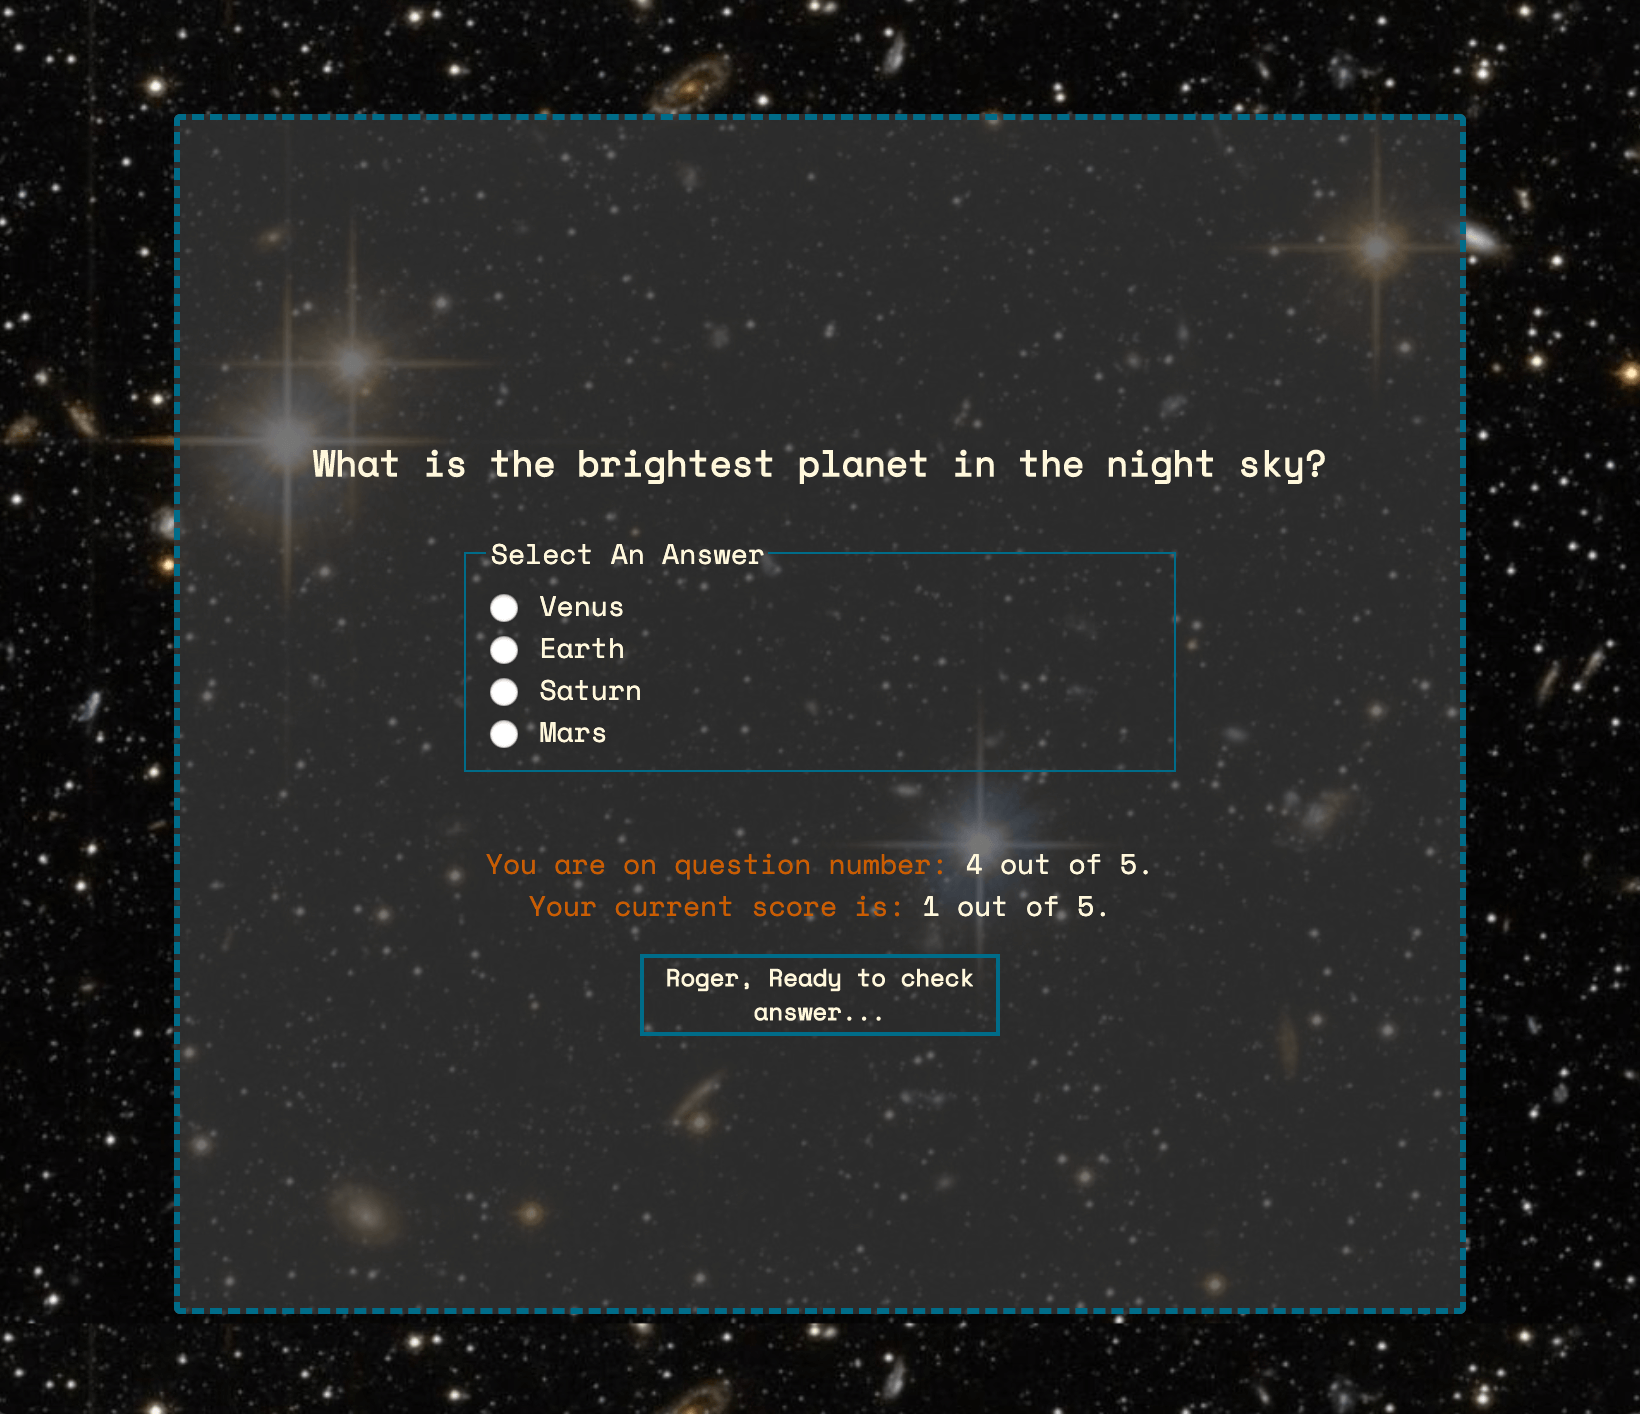 What is the brightest planet in the night sky?
Select An Answer
Venus
Earth
Saturn
Mars
You are on question number: 4 out of 5.
Your current score is: 1 out of 5.
Roger, Ready to check
answer...